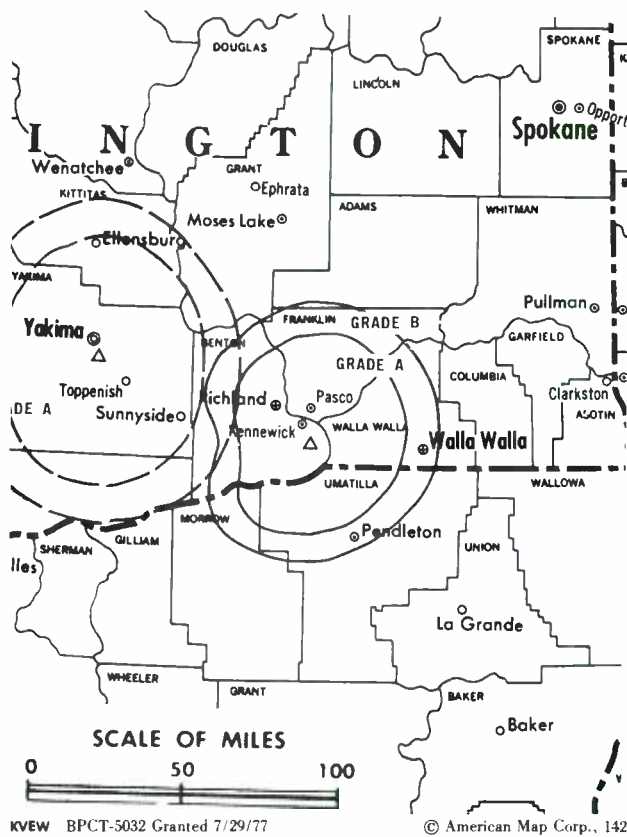 DOUGLAS
SPOKANE
LINCOLN
Spokane
Opport
I N G T O N
Wenatchee
GRANT
Ephrata
KITTITAS
ADAMS
WHITMAN
Moses Lake
Ellensburg
YAKIMA
Pullman
FRANKLIN
GRADE B
GARFIELD
Yakima
BENTON
GRADE A
COLUMBIA
Toppenish
Clarkston
DE A
Sunnyside
Richland
Pasco
ASOTIN
Kennewick
WALLA WALLA
Walla Walla
UMATILLA
WALLOWA
MORROW
Pendleton
SHERMAN
GILLIAM
UNION
lles
La Grande
WHEELER
GRANT
BAKER
Baker
SCALE OF MILES
0 50 100
KVEW BPCT-5032 Granted 7/29/77
© American Map Corp., 142